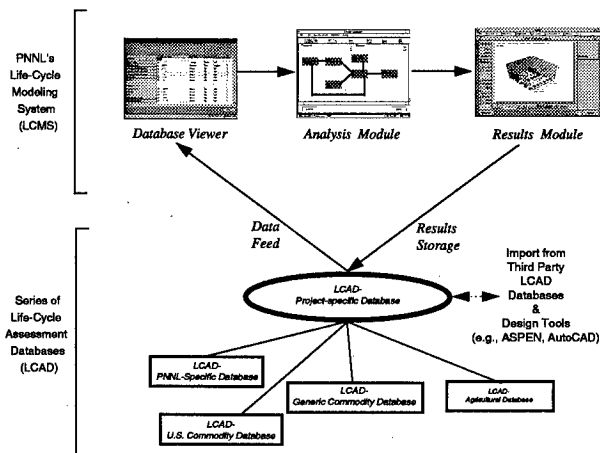 PNNL's
Life-Cycle
Modeling
System
(LCMS)
Database Viewer
Analysis Module
Results Module
Data
Feed
Results
Storage
Series of
Life-Cycle
Assessment
Databases
(LCAD)
LCAD-
Project-specific Database
Import from
Third Party
LCAD
Databases
&
Design Tools
(e.g., ASPEN, AutoCAD)
LCAD-
PNNL-Specific Database
LCAD-
U.S. Commodity Database
LCAD-
Generic Commodity Database
LCAD-
Agricultural Database